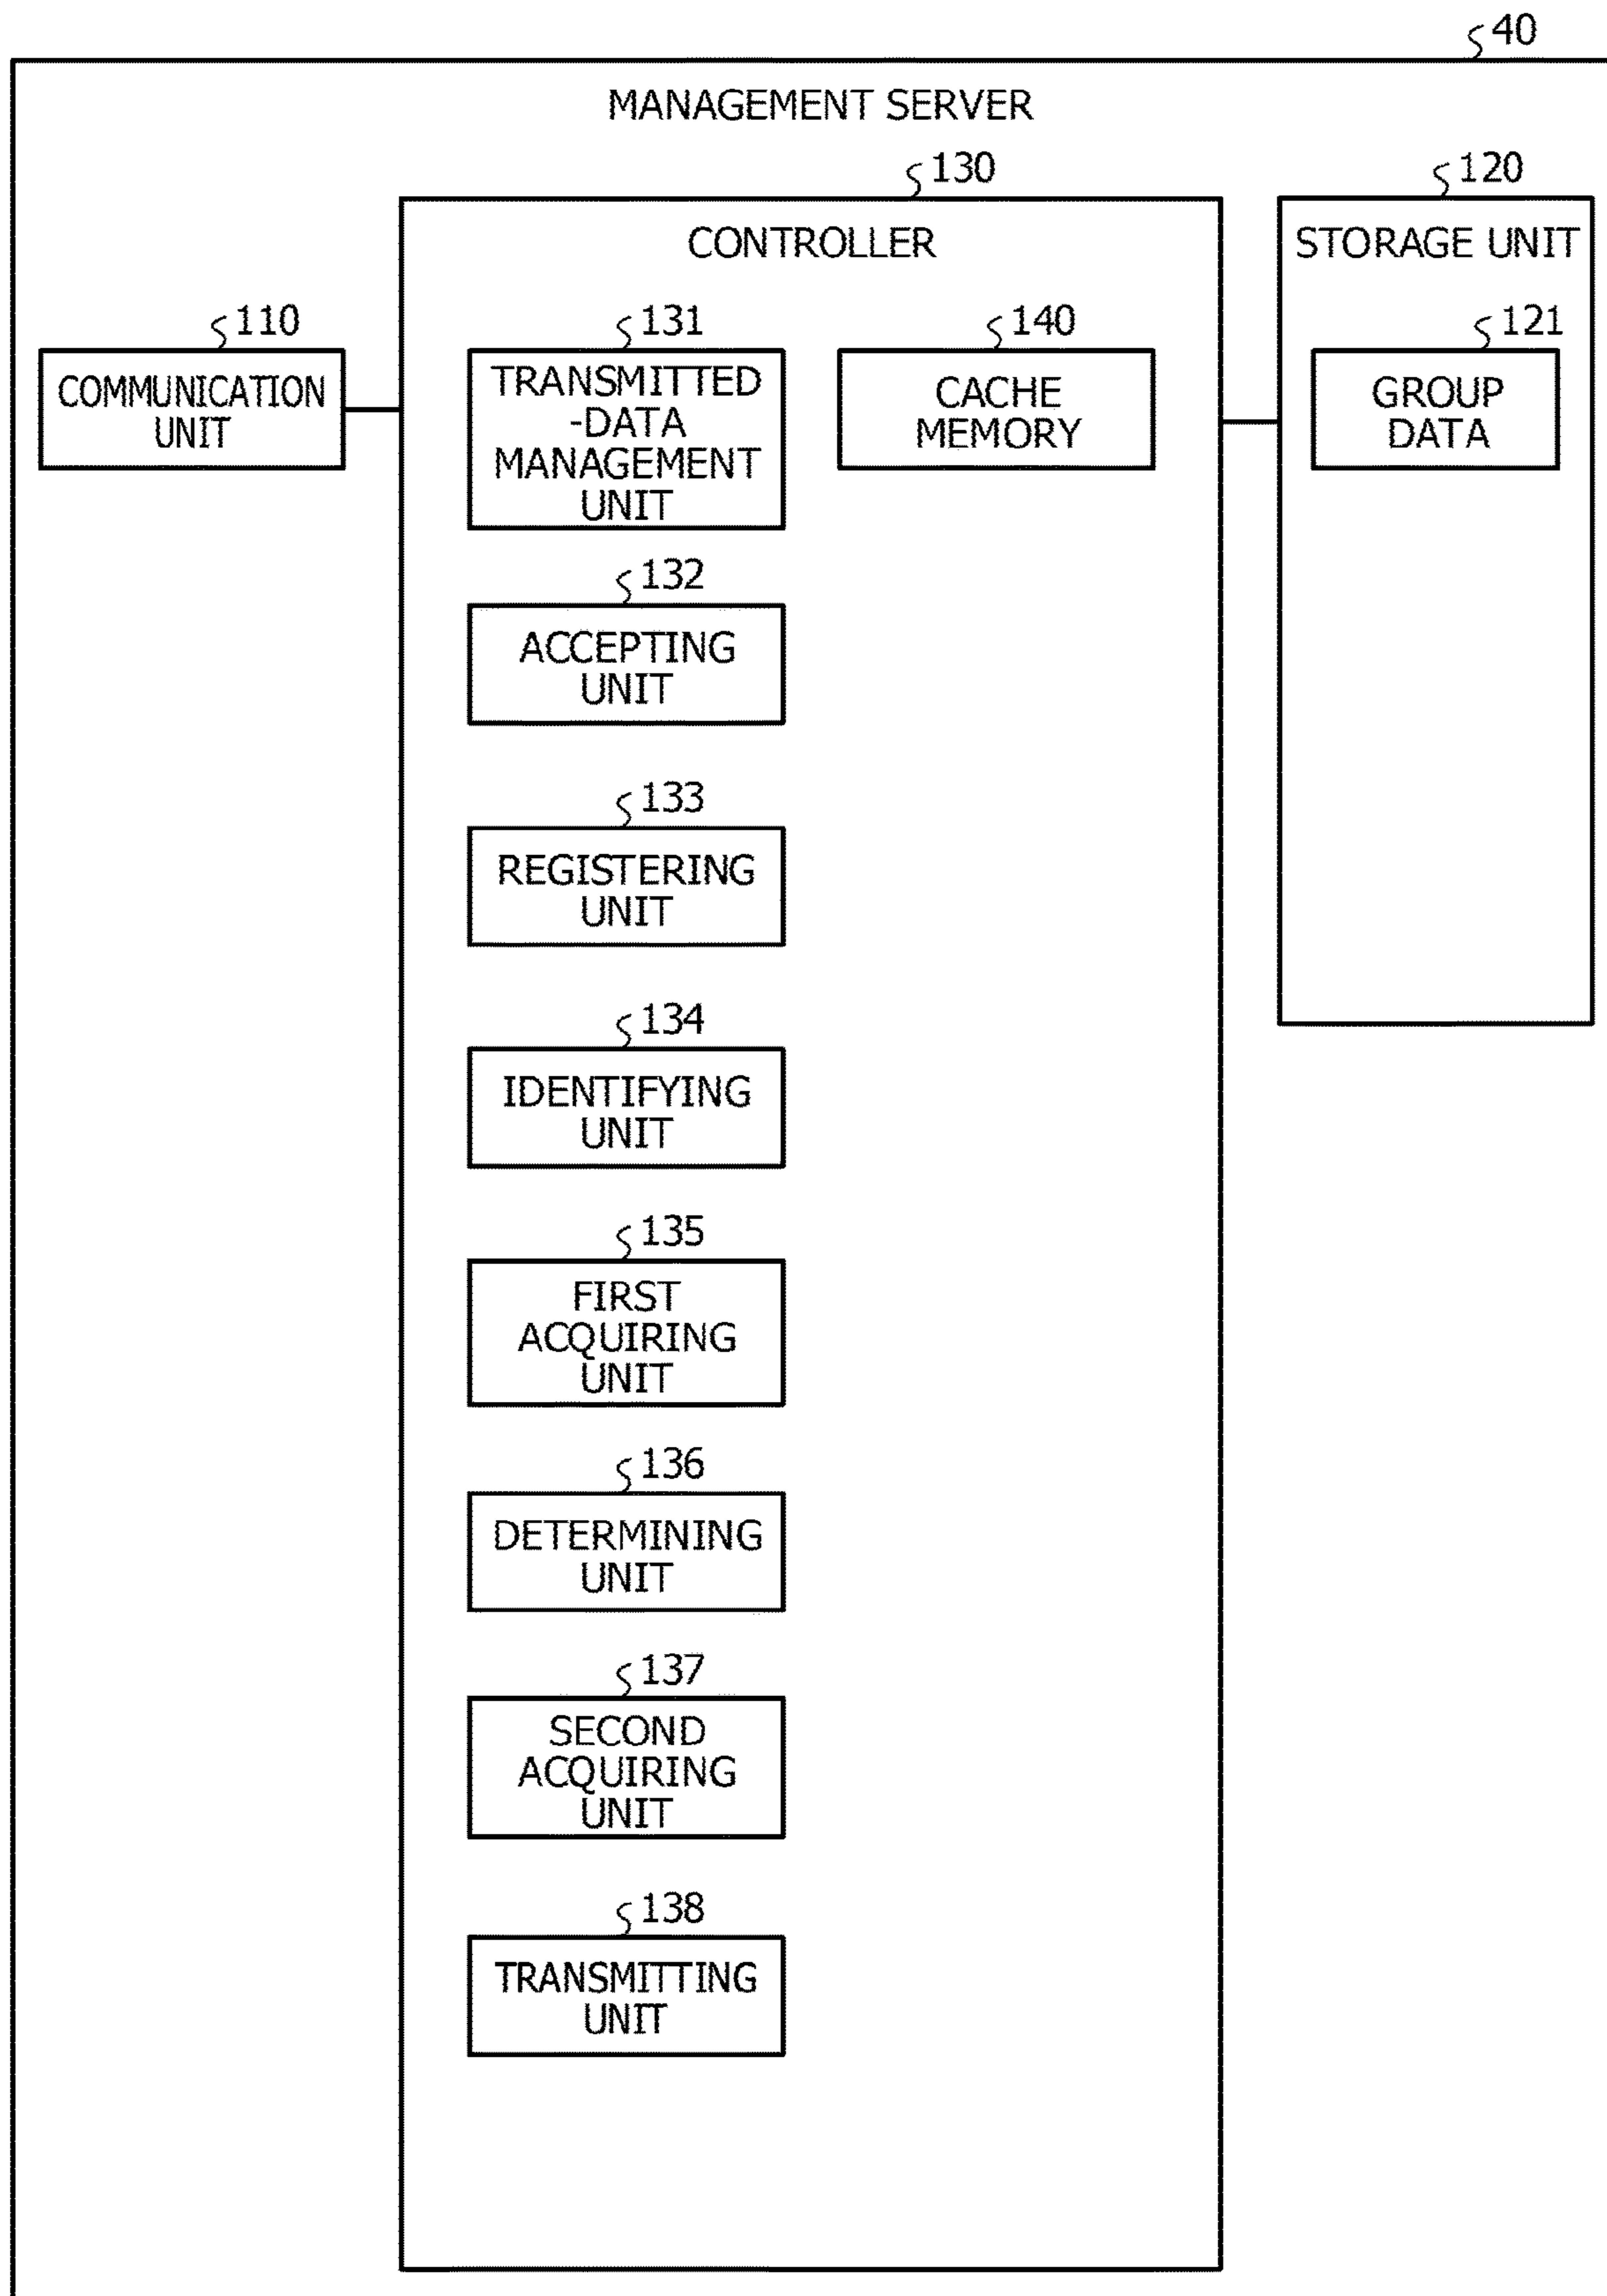 40
MANAGEMENT SERVER
130
120
CONTROLLER
STORAGE UNIT
110
131
140
121
COMMUNICATION
UNIT
TRANSMITTED
-DATA
MANAGEMENT
UNIT
CACHE
MEMORY
GROUP
DATA
132
ACCEPTING
UNIT
133
REGISTERING
UNIT
134
IDENTIFYING
UNIT
135
FIRST
ACQUIRING
UNIT
136
DETERMINING
UNIT
137
SECOND
ACQUIRING
UNIT
138
TRANSMITTING
UNIT